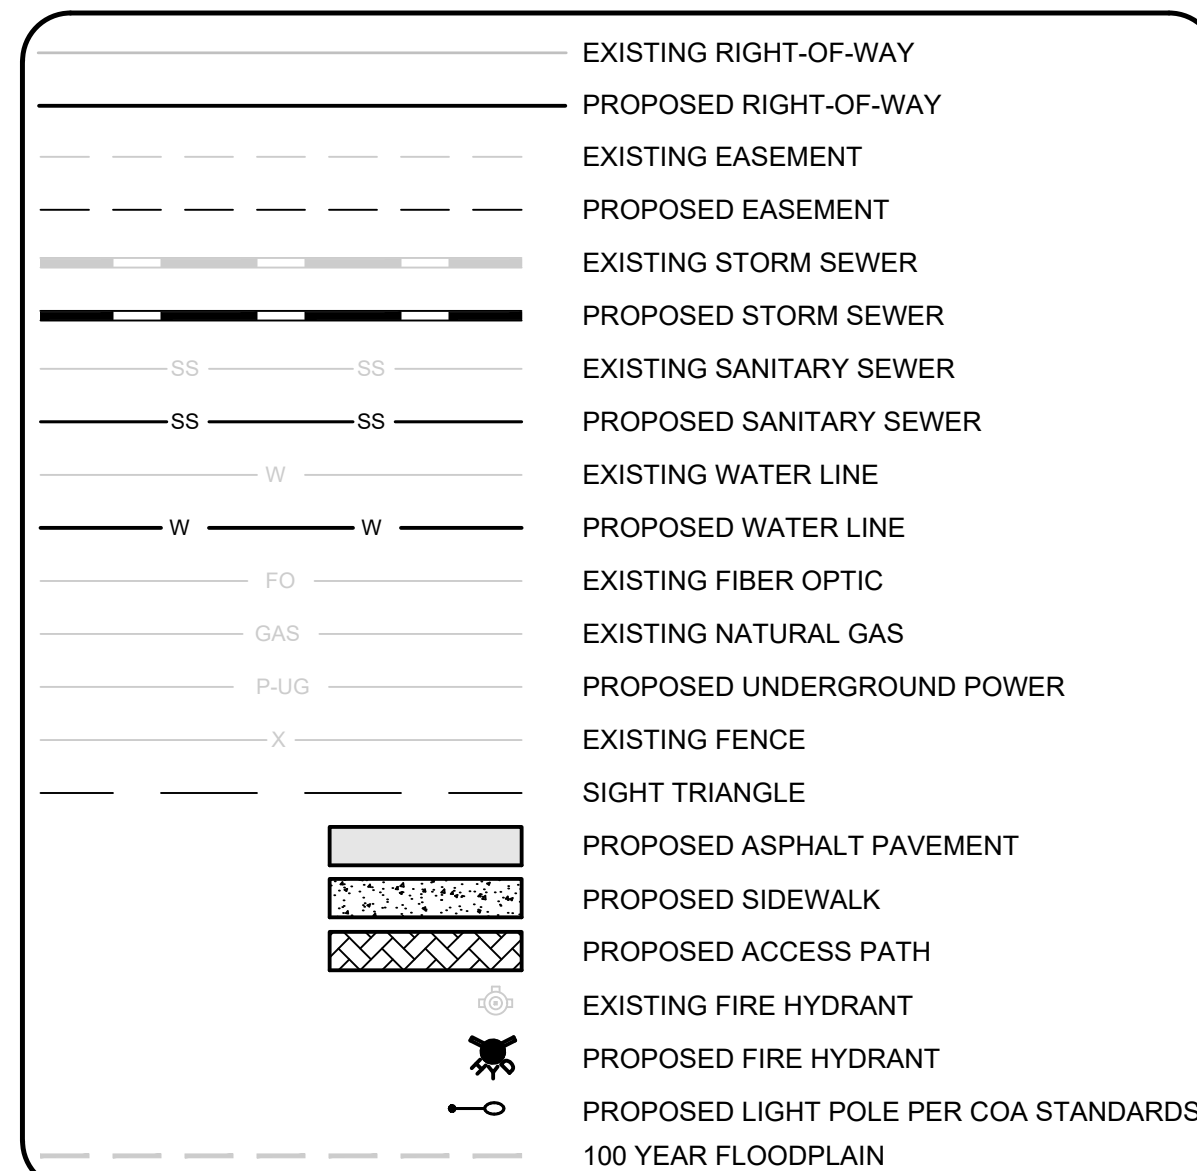 EXISTING RIGHT-OF-WAY
PROPOSED RIGHT-OF-WAY
EXISTING EASEMENT
PROPOSED EASEMENT
EXISTING STORM SEWER
PROPOSED STORM SEWER
SS SS EXISTING SANITARY SEWER
SS SS PROPOSED SANITARY SEWER
W EXISTING WATER LINE
W W PROPOSED WATER LINE
FO EXISTING FIBER OPTIC
GAS EXISTING NATURAL GAS
P-UG PROPOSED UNDERGROUND POWER
X EXISTING FENCE
SIGHT TRIANGLE
PROPOSED ASPHALT PAVEMENT
PROPOSED SIDEWALK
PROPOSED ACCESS PATH
EXISTING FIRE HYDRANT
PROPOSED FIRE HYDRANT
PROPOSED LIGHT POLE PER COA STANDARDS
100 YEAR FLOODPLAIN